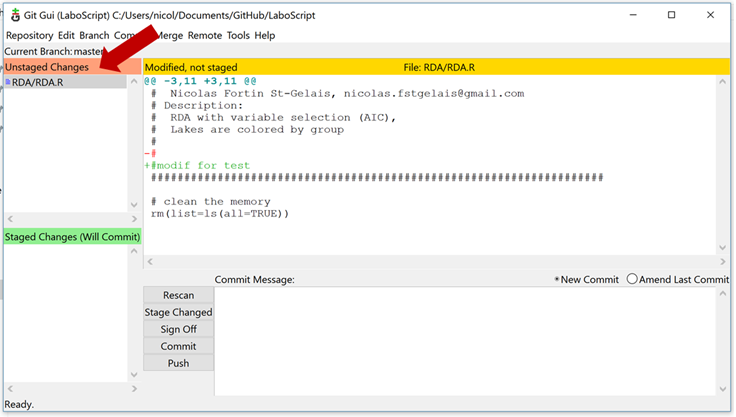 Git Gui (LaboScript) C:/Users/nicol/Documents/GitHub/LaboScript
Repository Edit Branch Com Merge Remote Tools Help
Current Branch: master
Unstaged Changes
RDA/RDA.R
Staged Changes (Will Commit)
Modified, not staged File: RDA/RDA.R
@@ -3,11 +3,11 @@
# Nicolas Fortin St-Gelais, nicolas.fstgelais@gmail.com
# Description:
# RDA with variable selection (AIC),
# Lakes are colored by group
#
-#
+#modif for test
####################################################################
# clean the memory
rm(list=ls(all=TRUE))
Commit Message: New Commit Amend Last Commit
Rescan
Stage Changed
Sign Off
Commit
Push
Ready.